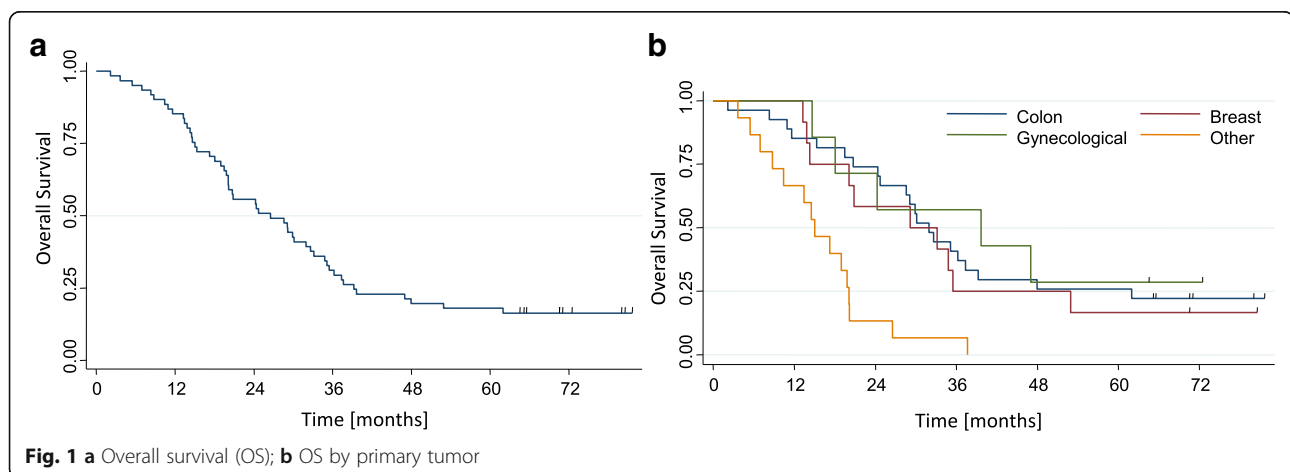 a
1.00
0.75
0.50
0.25
0.00
Overall Survival
0 12 24 36 48 60 72
Time [months]
b
1.00
0.75
0.50
0.25
0.00
Overall Survival
Colon Breast
Gynecological Other
0 12 24 36 48 60 72
Time [months]
Fig. 1 a Overall survival (OS); b OS by primary tumor